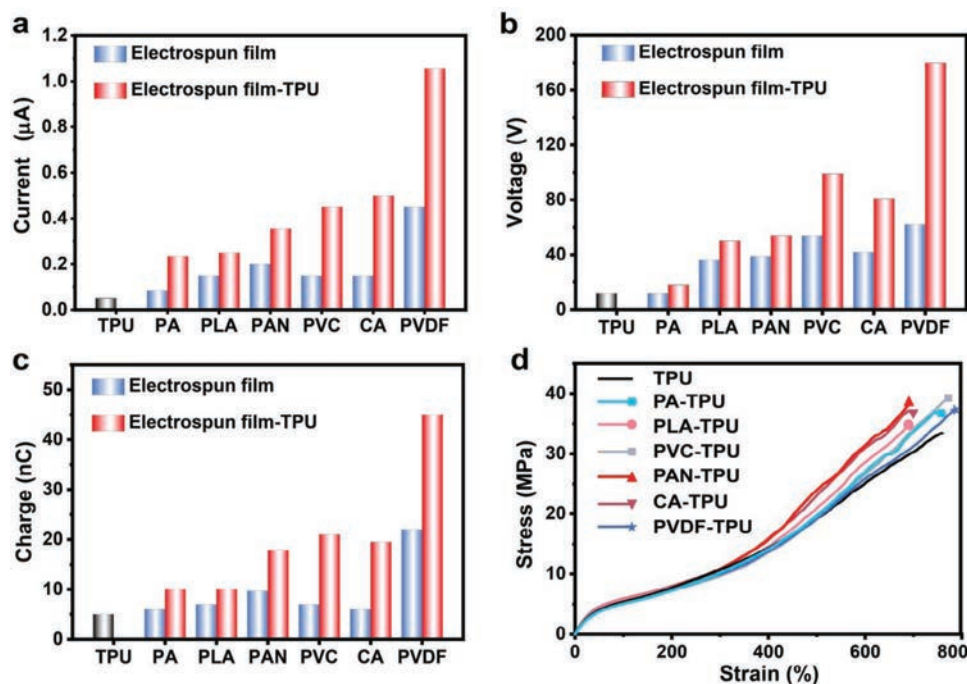 a
Electrospun film
Electrospun film-TPU
Current (μA)
1.2
1.0
0.8
0.6
0.4
0.2
0.0
TPU PA PLA PAN PVC CA PVDF
b
Electrospun film
Electrospun film-TPU
Voltage (V)
200
160
120
80
40
0
TPU PA PLA PAN PVC CA PVDF
c
Electrospun film
Electrospun film-TPU
Charge (nC)
50
40
30
20
10
0
TPU PA PLA PAN PVC CA PVDF
d
TPU
PA-TPU
PLA-TPU
PVC-TPU
PAN-TPU
CA-TPU
PVDF-TPU
Stress (MPa)
50
40
30
20
10
0
0 200 400 600 800
Strain (%)